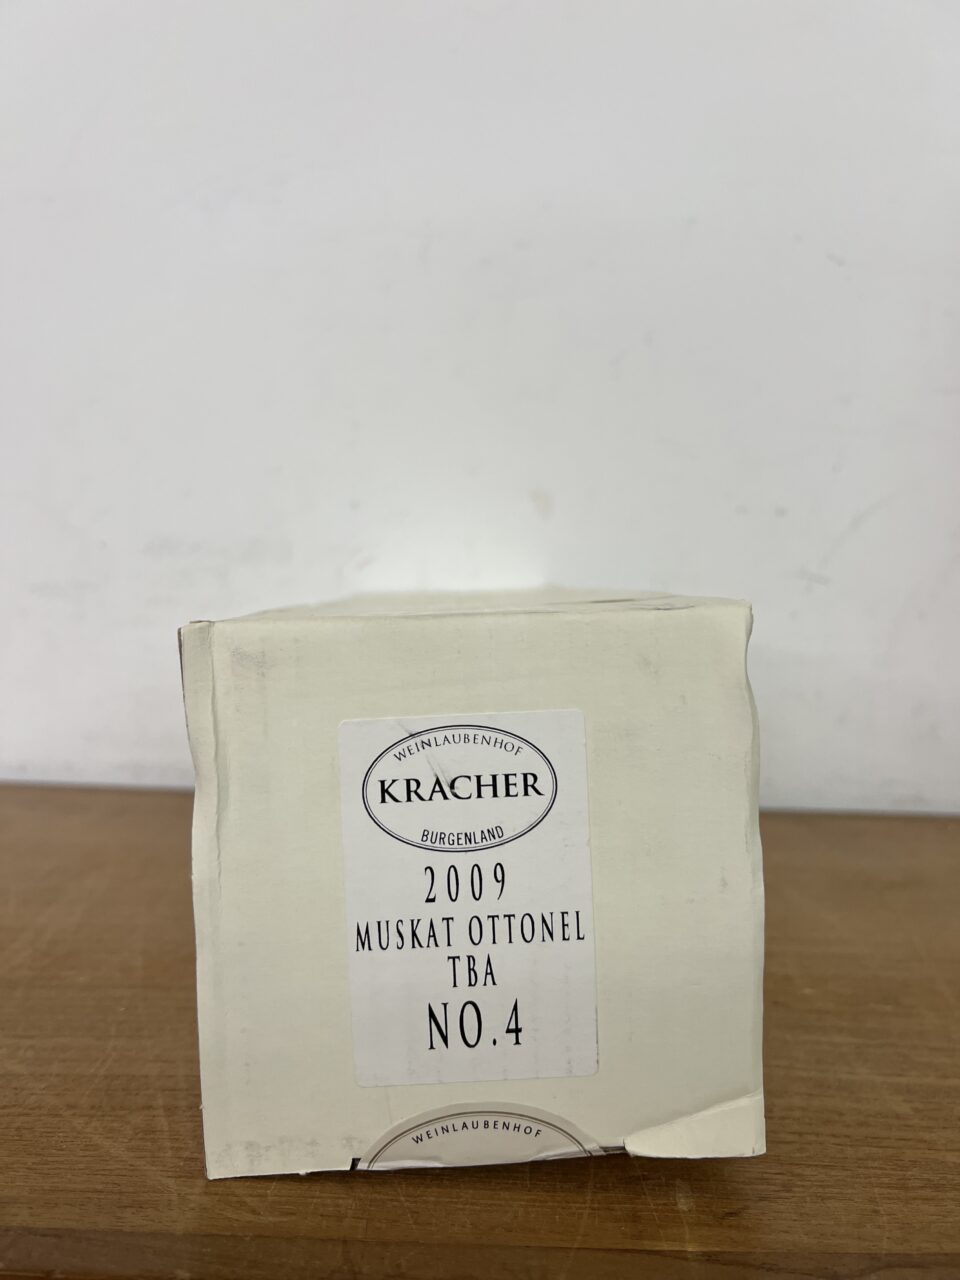 WEINLAUBENHOF
KRACHER
BURGENLAND
2009
MUSKAT OTTONEL
TBA
NO.4
WEINLAUBENHOF